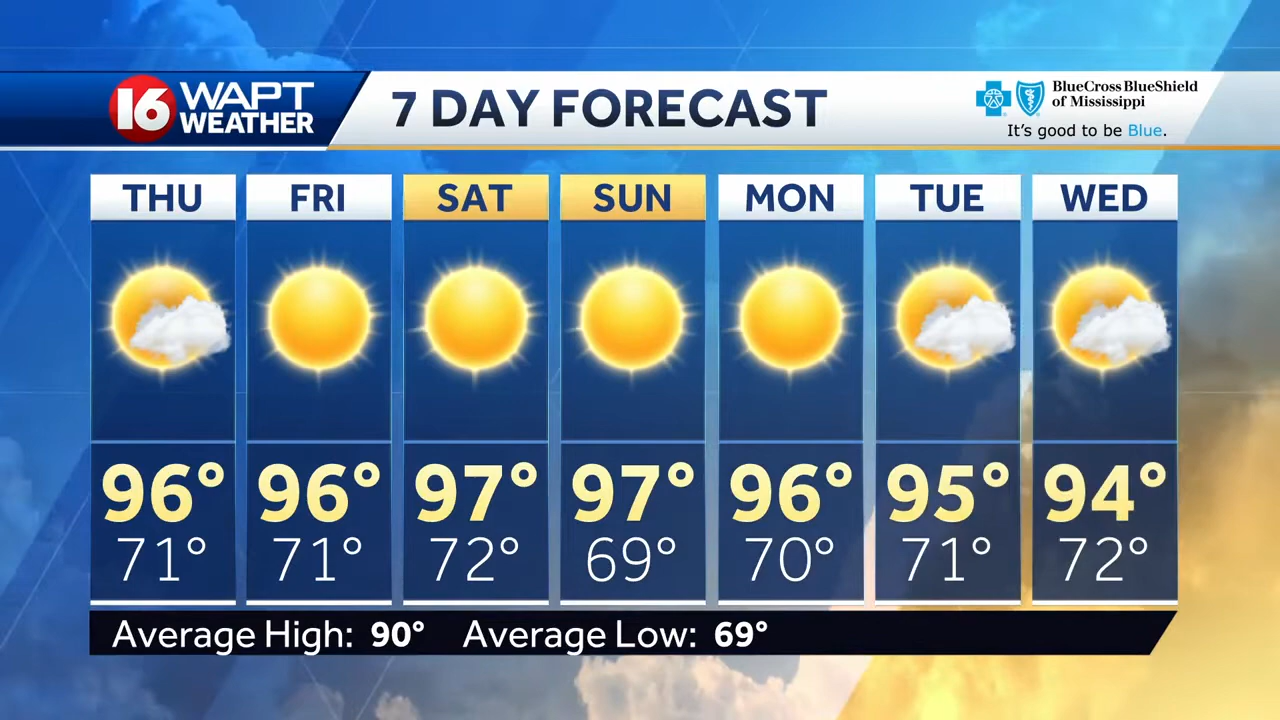 16 WAPT
WEATHER
7 DAY FORECAST
BlueCross BlueShield
of Mississippi
It's good to be Blue.
THU FRI SAT SUN MON TUE WED
96° 96° 97° 97° 96° 95° 94°
71° 71° 72° 69° 70° 71° 72°
Average High: 90° Average Low: 69°